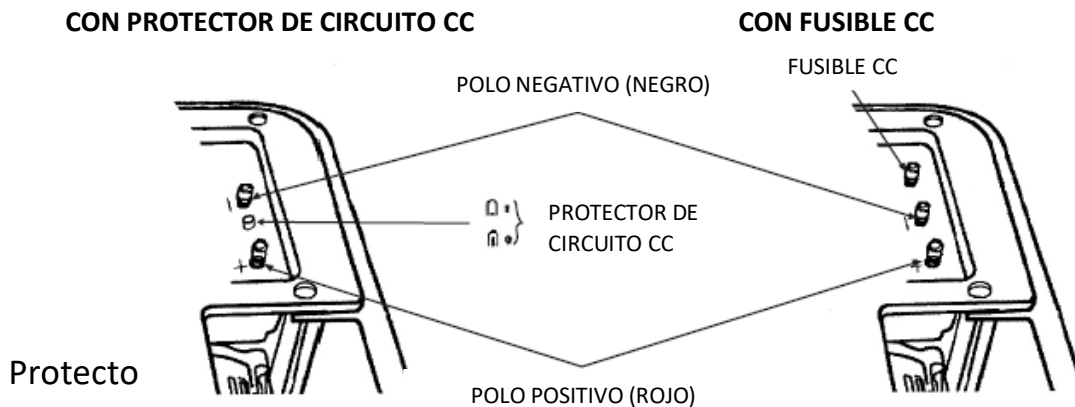 CON PROTECTOR DE CIRCUITO CC
CON FUSIBLE CC
FUSIBLE CC
POLO NEGATIVO (NEGRO)
PROTECTOR DE
CIRCUITO CC
Protecto
POLO POSITIVO (ROJO)